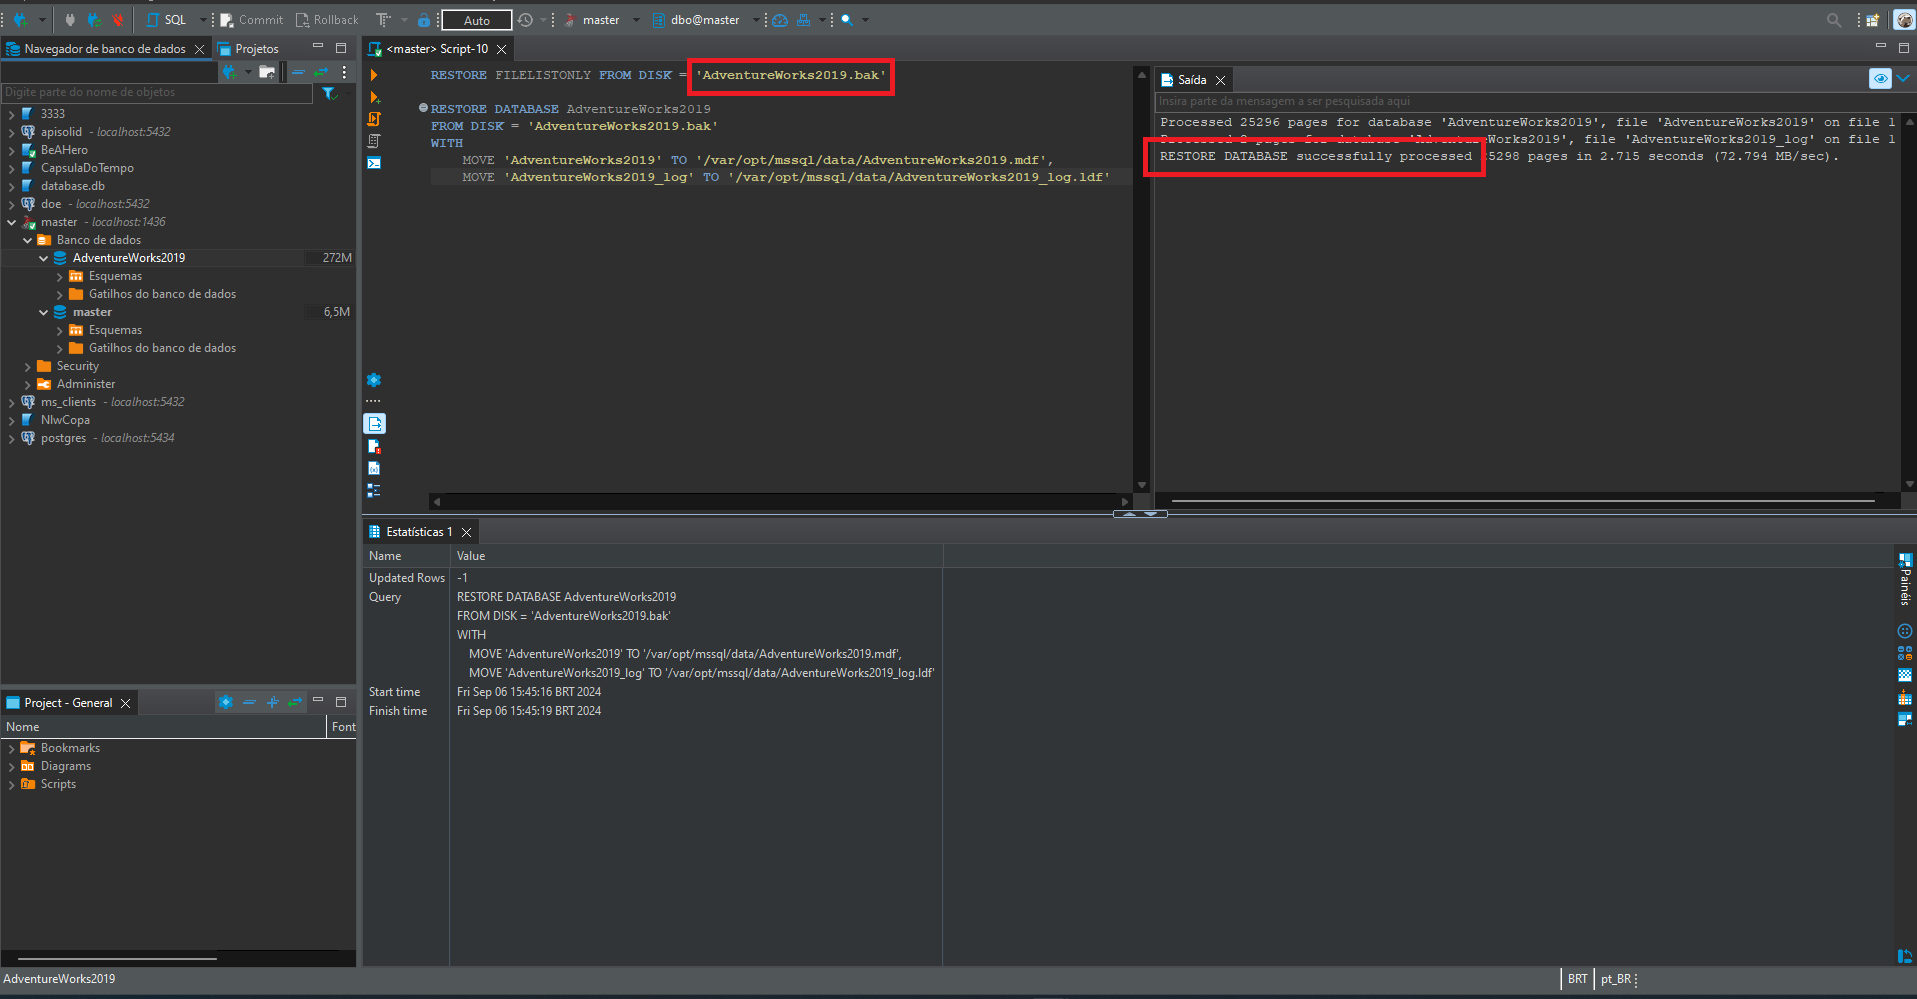 SQL
Commit
Rollback
Auto
master
dbo@master
Navegador de banco de dados
Projetos
Digite parte do nome de objetos
3333
apisolid - localhost:5432
BeAHero
CapsulaDoTempo
database.db
doe - localhost:5432
master - localhost:1436
Banco de dados
AdventureWorks2019 272M
Esquemas
Gatilhos do banco de dados
master 6,5M
Esquemas
Gatilhos do banco de dados
Security
Administer
ms_clients - localhost:5432
NlwCopa
postgres - localhost:5434
<master> Script-10
RESTORE FILELISTONLY FROM DISK = 'AdventureWorks2019.bak'
RESTORE DATABASE AdventureWorks2019
FROM DISK = 'AdventureWorks2019.bak'
WITH
MOVE 'AdventureWorks2019' TO '/var/opt/mssql/data/AdventureWorks2019.mdf',
MOVE 'AdventureWorks2019_log' TO '/var/opt/mssql/data/AdventureWorks2019_log.ldf'
Saída
Insira parte da mensagem a ser pesquisada aqui
Processed 25296 pages for database 'AdventureWorks2019', file 'AdventureWorks2019' on file 1
pages for database 'AdventureWorks2019', file 'AdventureWorks2019_log' on file 1
RESTORE DATABASE successfully processed 25298 pages in 2.715 seconds (72.794 MB/sec).
Estatísticas 1
Name Value
Updated Rows -1
Query RESTORE DATABASE AdventureWorks2019
FROM DISK = 'AdventureWorks2019.bak'
WITH
MOVE 'AdventureWorks2019' TO '/var/opt/mssql/data/AdventureWorks2019.mdf',
MOVE 'AdventureWorks2019_log' TO '/var/opt/mssql/data/AdventureWorks2019_log.ldf'
Start time Fri Sep 06 15:45:16 BRT 2024
Finish time Fri Sep 06 15:45:19 BRT 2024
Painéis
Project - General
Nome Font
Bookmarks
Diagrams
Scripts
AdventureWorks2019
BRT
pt_BR